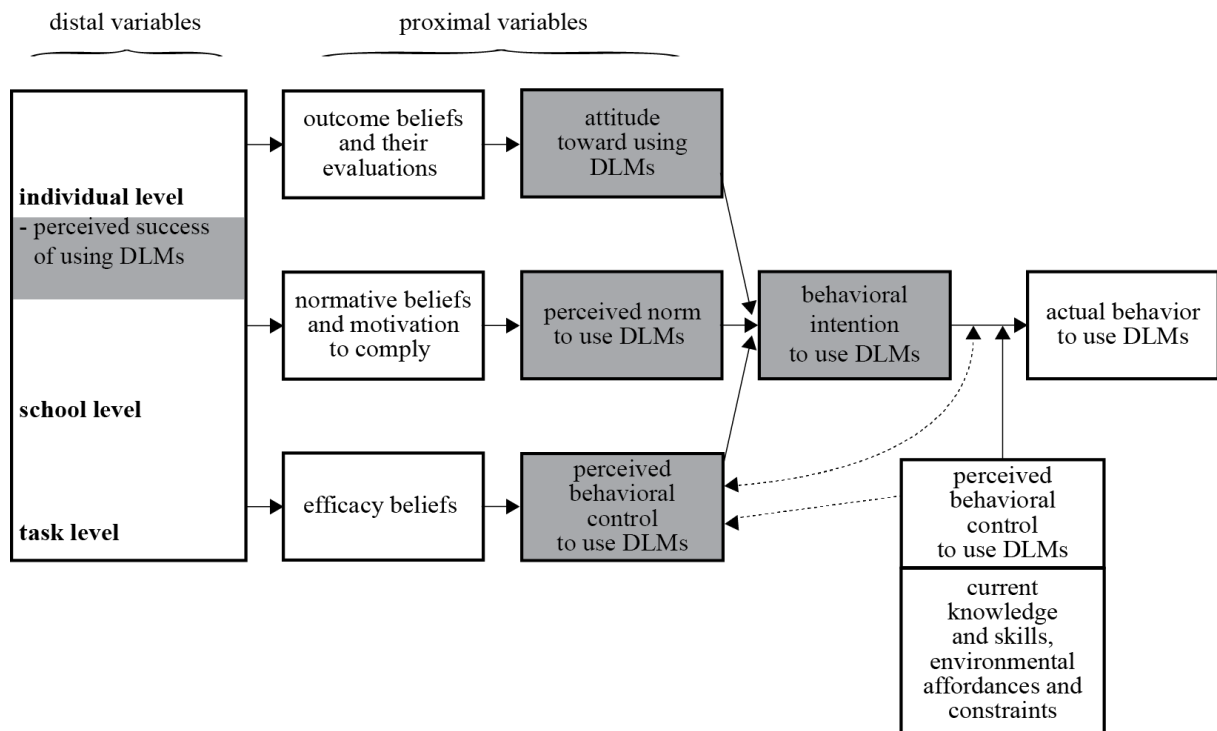 distal variables
proximal variables
individual level
- perceived success
of using DLMs
school level
task level
outcome beliefs
and their
evaluations
attitude
toward using
DLMs
normative beliefs
and motivation
to comply
perceived norm
to use DLMs
behavioral
intention
to use DLMs
actual behavior
to use DLMs
efficacy beliefs
perceived
behavioral
control
to use DLMs
perceived
behavioral
control
to use DLMs
current
knowledge
and skills,
environmental
affordances and
constraints